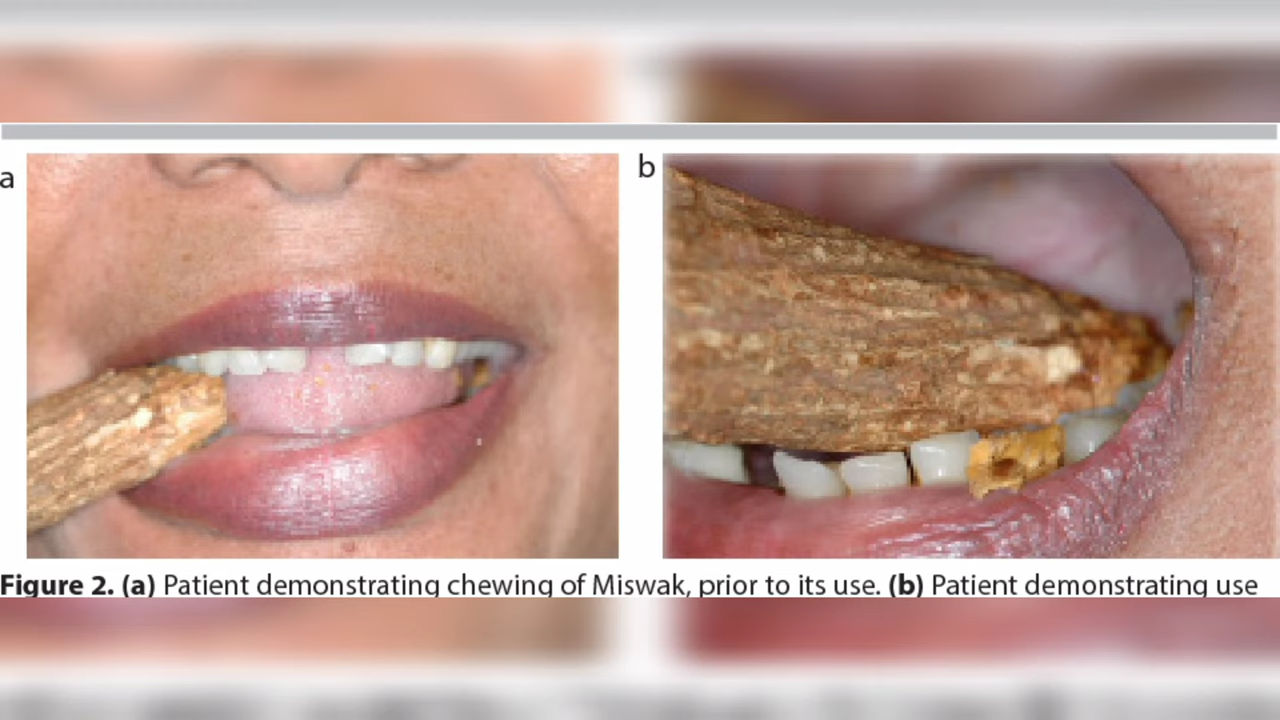 a
b
Figure 2. (a) Patient demonstrating chewing of Miswak, prior to its use. (b) Patient demonstrating use